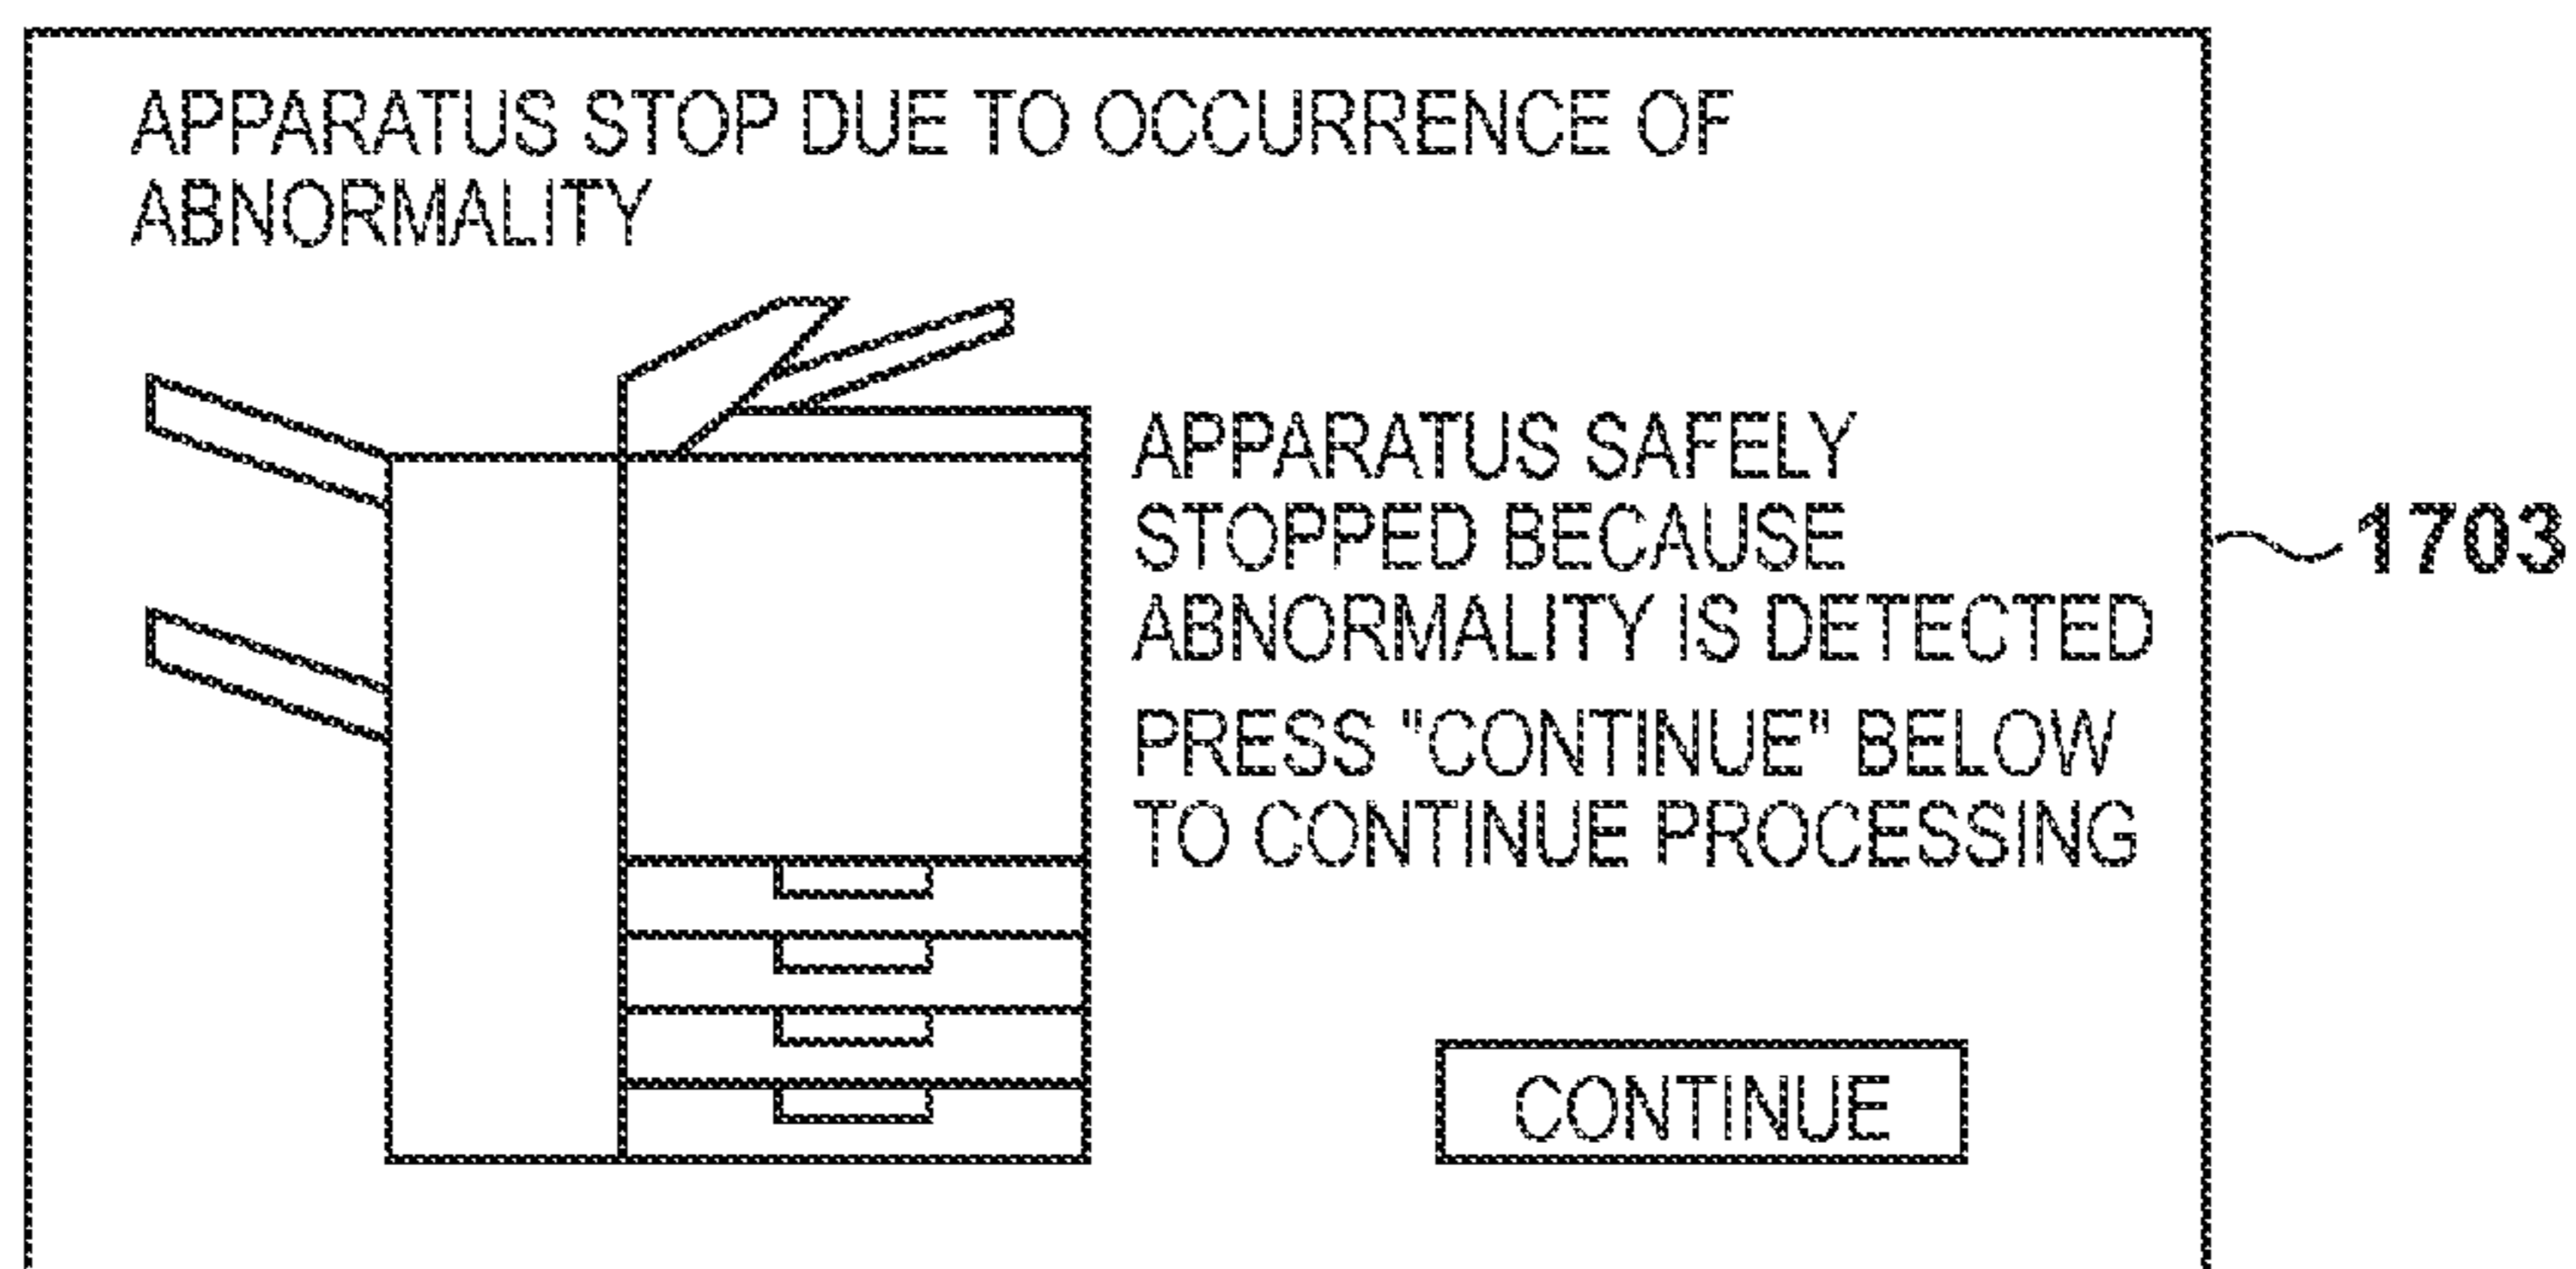 APPARATUS STOP DUE TO OCCURRENCE OF
ABNORMALITY
APPARATUS SAFELY
STOPPED BECAUSE
ABNORMALITY IS DETECTED
PRESS "CONTINUE" BELOW
TO CONTINUE PROCESSING
CONTINUE
1703